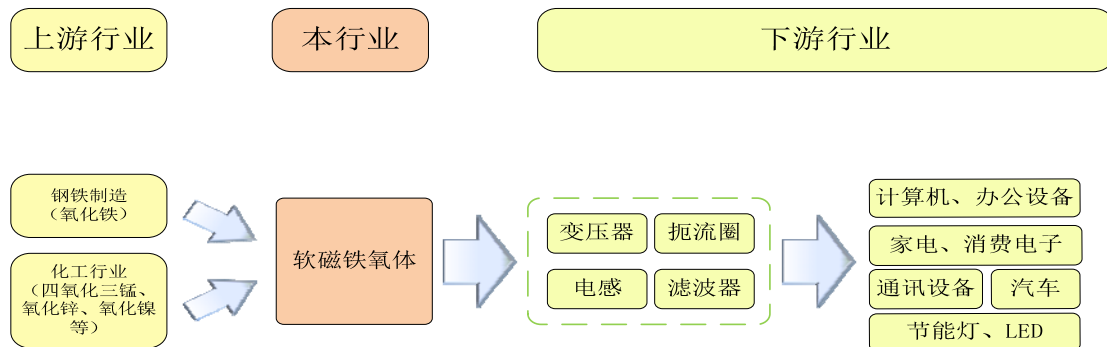 上游行业
本行业
下游行业
钢铁制造
（氧化铁）
化工行业
（四氧化三锰、
氧化锌、氧化镍
等）
软磁铁氧体
变压器
扼流圈
电感
滤波器
计算机、办公设备
家电、消费电子
通讯设备
汽车
节能灯、LED